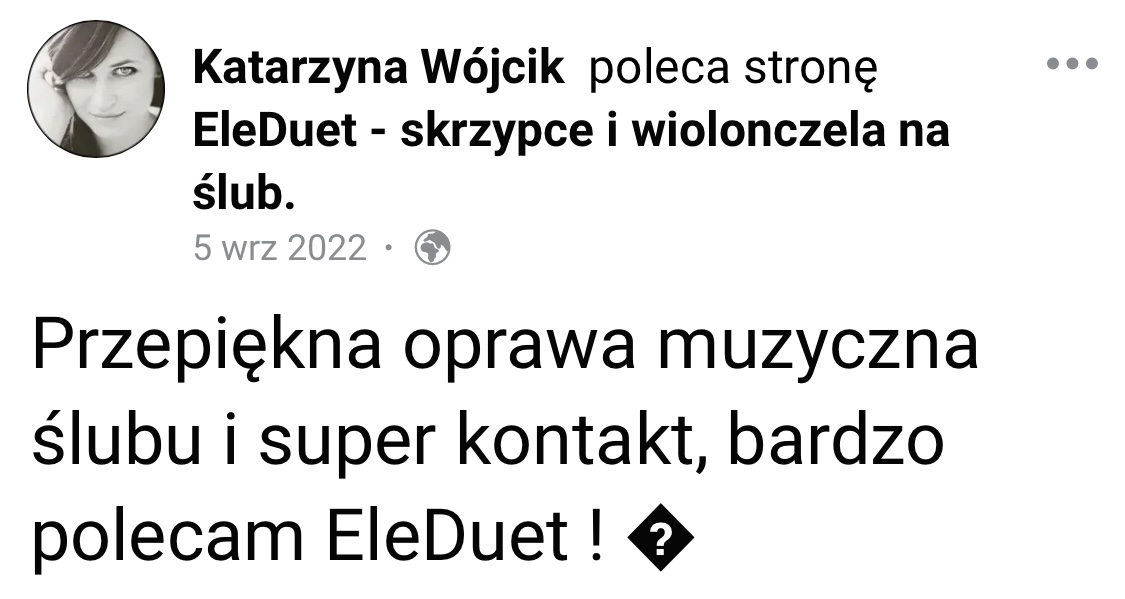 Katarzyna Wójcik poleca stronę
EleDuet - skrzypce i wiolonczela na
ślub.
5 wrz 2022 ·
Przepiękna oprawa muzyczna
ślubu i super kontakt, bardzo
polecam EleDuet ! �